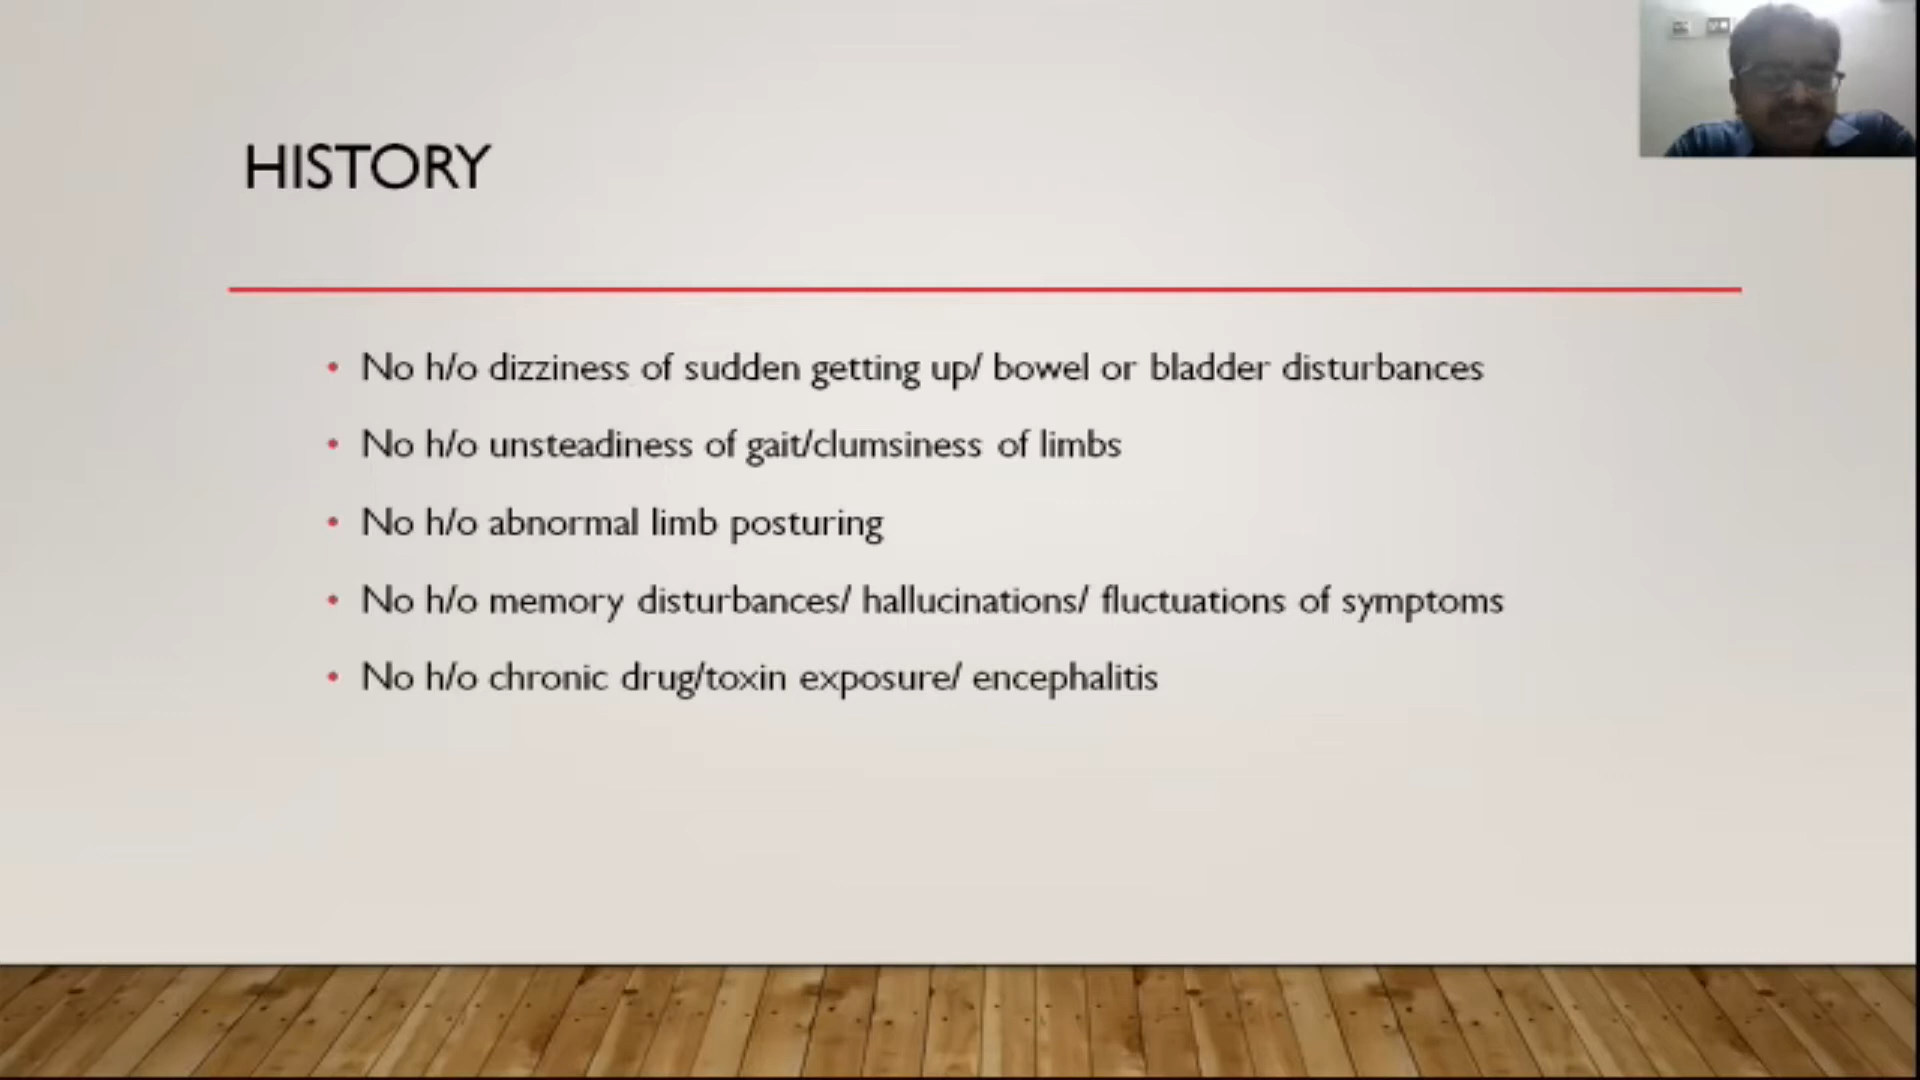 HISTORY
• No h/o dizziness of sudden getting up/ bowel or bladder disturbances
• No h/o unsteadiness of gait/clumsiness of limbs
• No h/o abnormal limb posturing
• No h/o memory disturbances/ hallucinations/ fluctuations of symptoms
• No h/o chronic drug/toxin exposure/ encephalitis